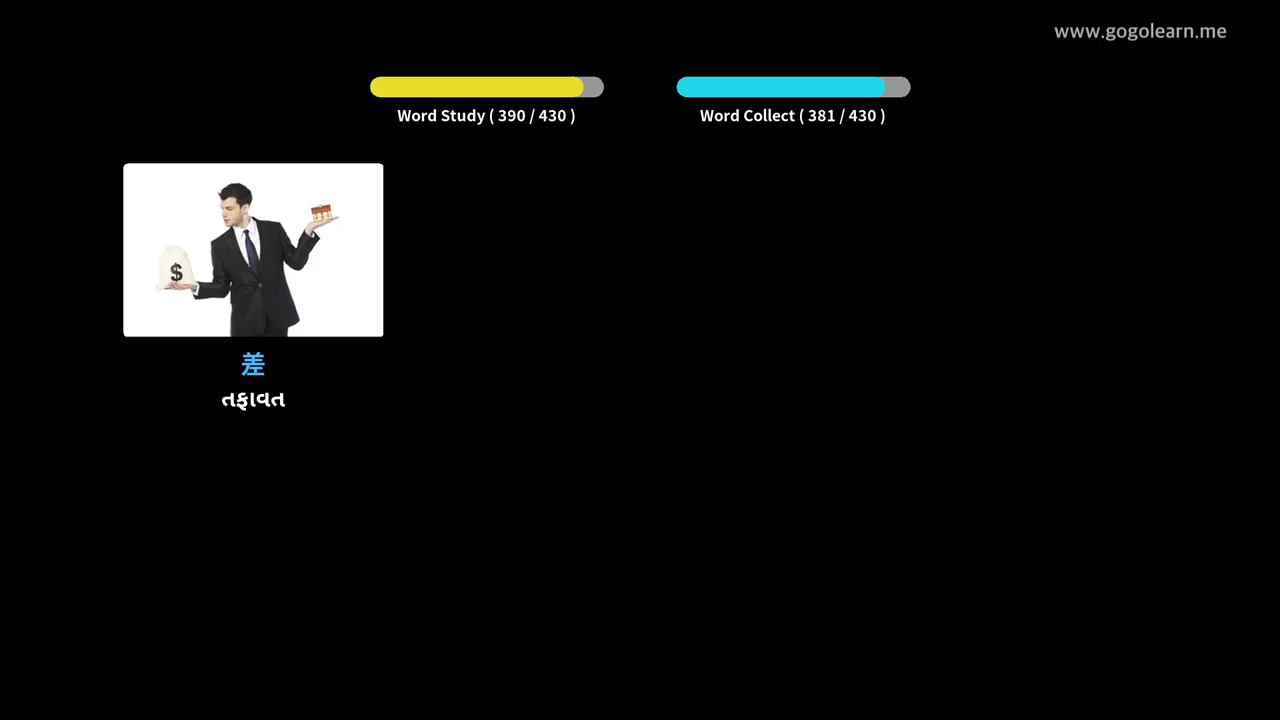 www.gogolearn.me
Word Study ( 390 / 430 )
Word Collect ( 381 / 430 )
$
差
તફાવત